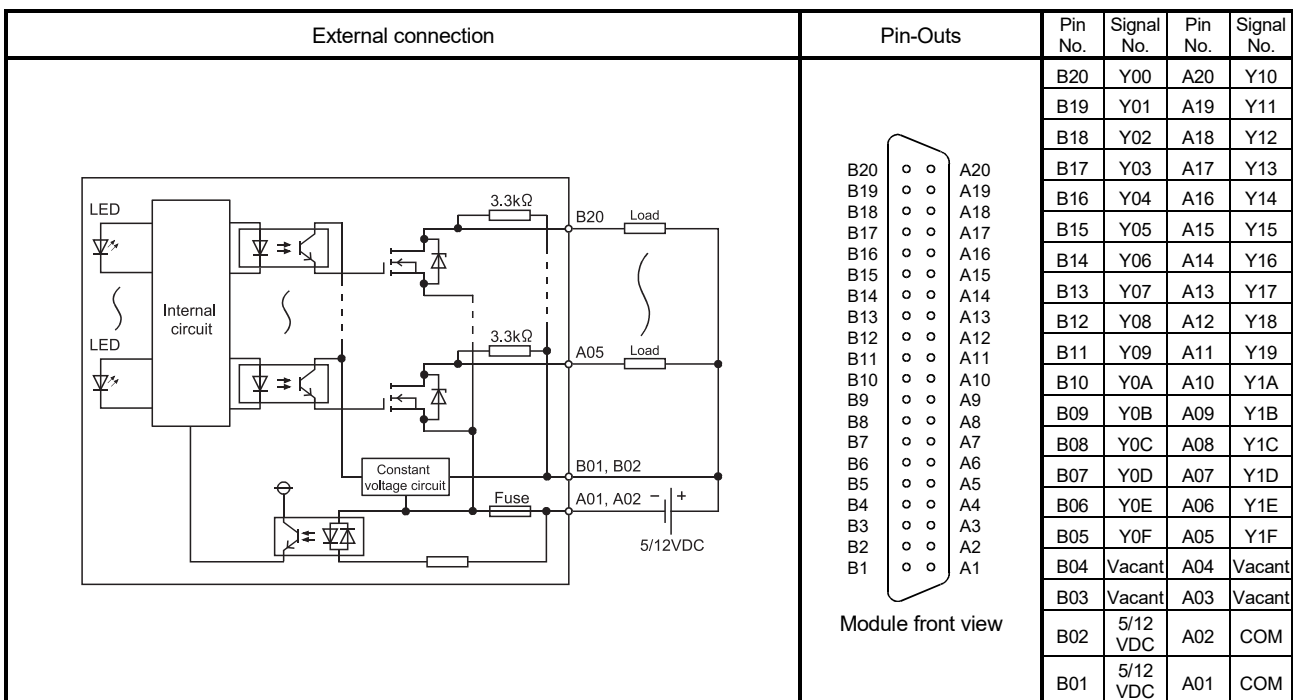 External connection
Pin-Outs
Pin No. Signal No. Pin No. Signal No.
LED
Internal circuit
LED
3.3kΩ
B20
Load
3.3kΩ
A05
Load
Constant voltage circuit
B01, B02
Fuse
A01, A02
− +
5/12VDC
B20 A20
B19 A19
B18 A18
B17 A17
B16 A16
B15 A15
B14 A14
B13 A13
B12 A12
B11 A11
B10 A10
B9 A9
B8 A8
B7 A7
B6 A6
B5 A5
B4 A4
B3 A3
B2 A2
B1 A1
Module front view
B20 Y00 A20 Y10
B19 Y01 A19 Y11
B18 Y02 A18 Y12
B17 Y03 A17 Y13
B16 Y04 A16 Y14
B15 Y05 A15 Y15
B14 Y06 A14 Y16
B13 Y07 A13 Y17
B12 Y08 A12 Y18
B11 Y09 A11 Y19
B10 Y0A A10 Y1A
B09 Y0B A09 Y1B
B08 Y0C A08 Y1C
B07 Y0D A07 Y1D
B06 Y0E A06 Y1E
B05 Y0F A05 Y1F
B04 Vacant A04 Vacant
B03 Vacant A03 Vacant
B02 5/12 VDC A02 COM
B01 5/12 VDC A01 COM